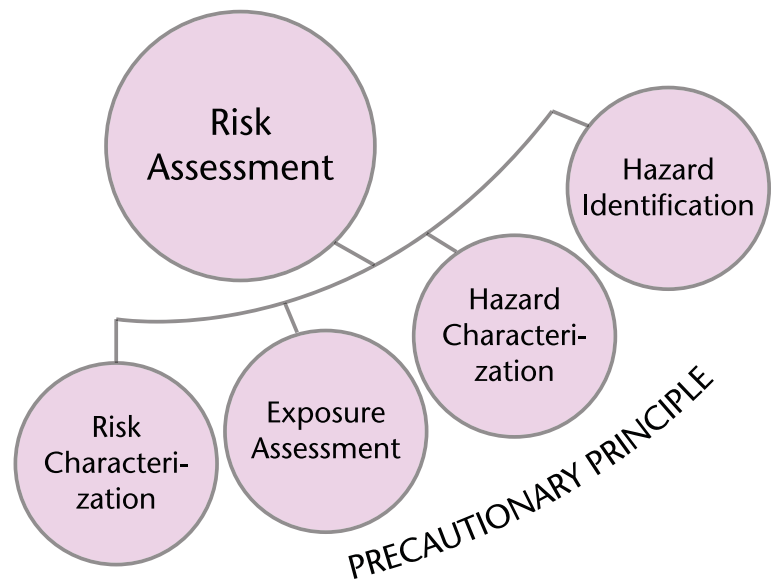 Risk
Assessment
Hazard
Identification
Hazard
Characteri-
zation
Exposure
Assessment
Risk
Characteri-
zation
PRECAUTIONARY PRINCIPLE